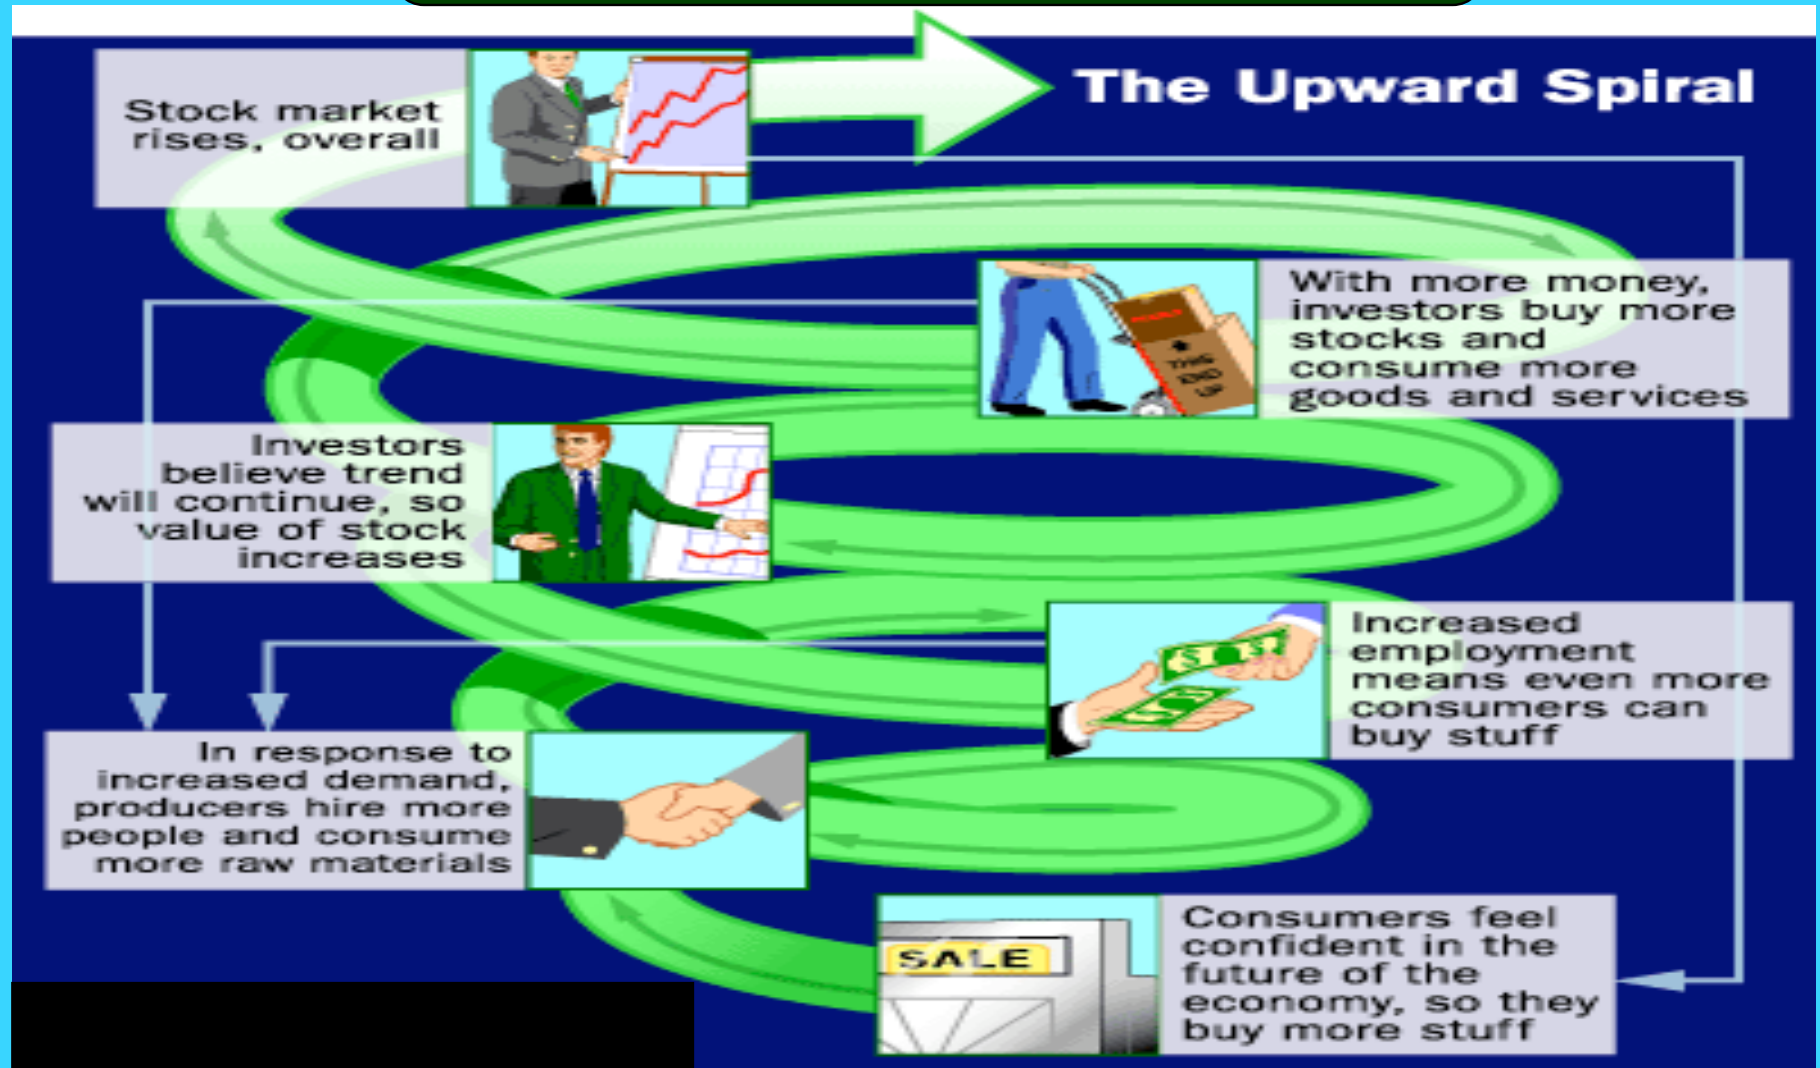 The Upward Spiral
Stock market
rises, overall
With more money,
investors buy more
stocks and
consume more
goods and services
THIS
END
UP
Investors
believe trend
will continue, so
value of stock
increases
Increased
employment
means even more
consumers can
buy stuff
$ $
$
In response to
increased demand,
producers hire more
people and consume
more raw materials
SALE
Consumers feel
confident in the
future of the
economy, so they
buy more stuff